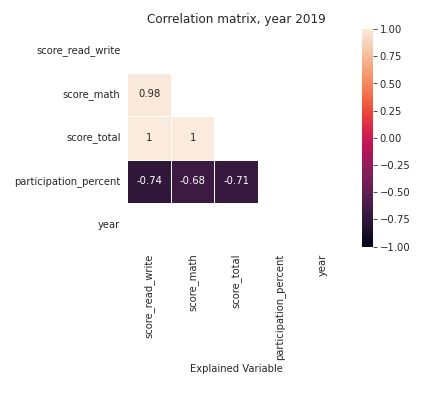 Correlation matrix, year 2019
score_read_write
score_math
score_total
participation_percent
year
0.98
1 1
-0.74 -0.68 -0.71
score_read_write
score_math
score_total
participation_percent
year
Explained Variable
1.00
0.75
0.50
0.25
0.00
−0.25
−0.50
−0.75
−1.00